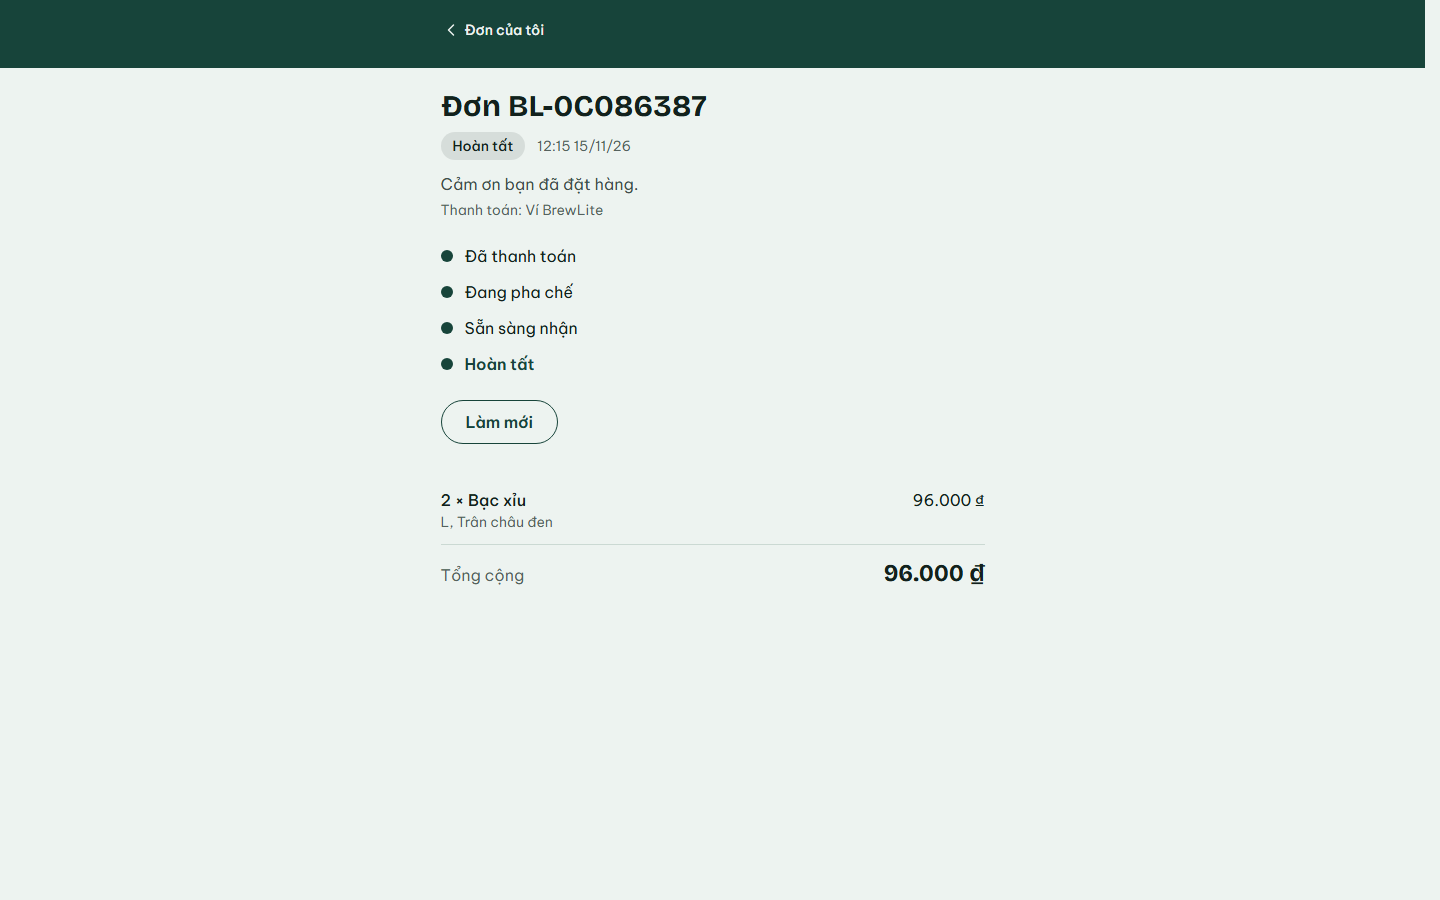 Đơn của tôi
Đơn BL-0C086387
Hoàn tất 12:15 15/11/26
Cảm ơn bạn đã đặt hàng.
Thanh toán: Ví BrewLite
Đã thanh toán
Đang pha chế
Sẵn sàng nhận
Hoàn tất
Làm mới
2 × Bạc xỉu 96.000 ₫
L, Trân châu đen
Tổng cộng 96.000 ₫